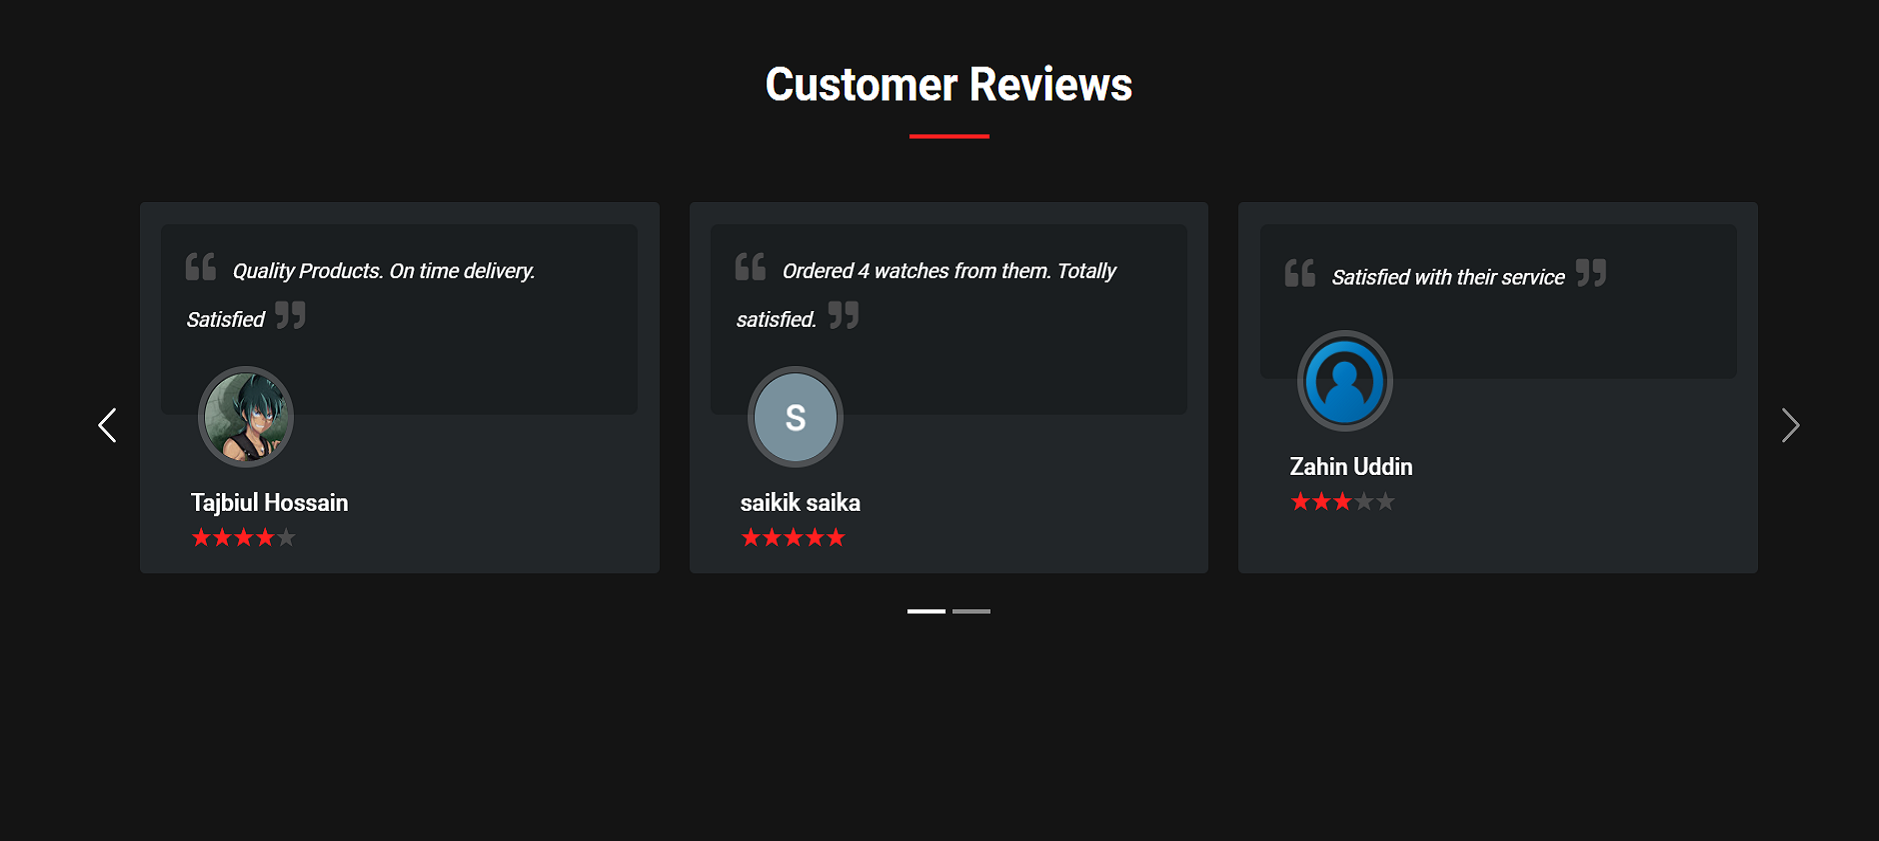 Customer Reviews
Quality Products. On time delivery.
Satisfied
Tajbiul Hossain
Ordered 4 watches from them. Totally
satisfied.
S
saikik saika
Satisfied with their service
Zahin Uddin